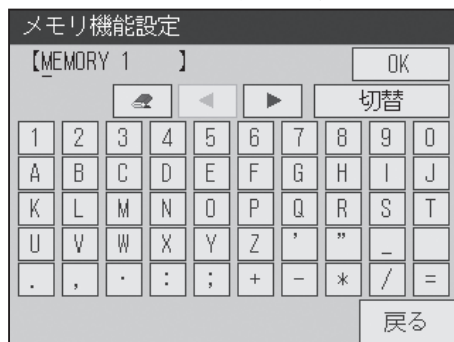 メモリ機能設定
【MEMORY 1 】 OK
◀ ▶ 切替
1 2 3 4 5 6 7 8 9 0
A B C D E F G H I J
K L M N O P Q R S T
U V W X Y Z ’ ” _
. , · : ; + − * / =
戻る